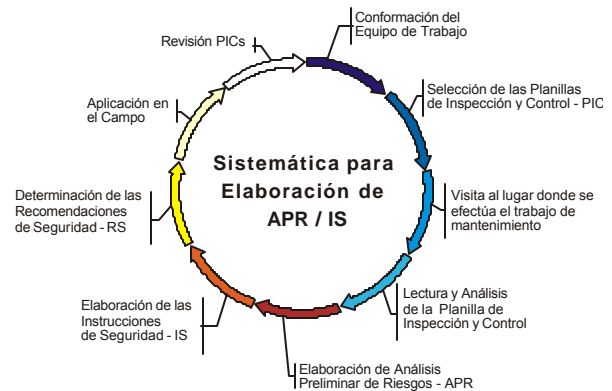 Conformación del
Equipo de Trabajo
Selección de las Planillas
de Inspección y Control - PIC
Visita al lugar donde se
efectúa el trabajo de
mantenimiento
Lectura y Análisis
de la Planilla de
Inspección y Control
Elaboración de Análisis
Preliminar de Riesgos - APR
Elaboración de las
Instrucciones
de Seguridad - IS
Determinación de las
Recomendaciones
de Seguridad - RS
Aplicación en
el Campo
Revisión PICs
Sistemática para
Elaboración de
APR / IS